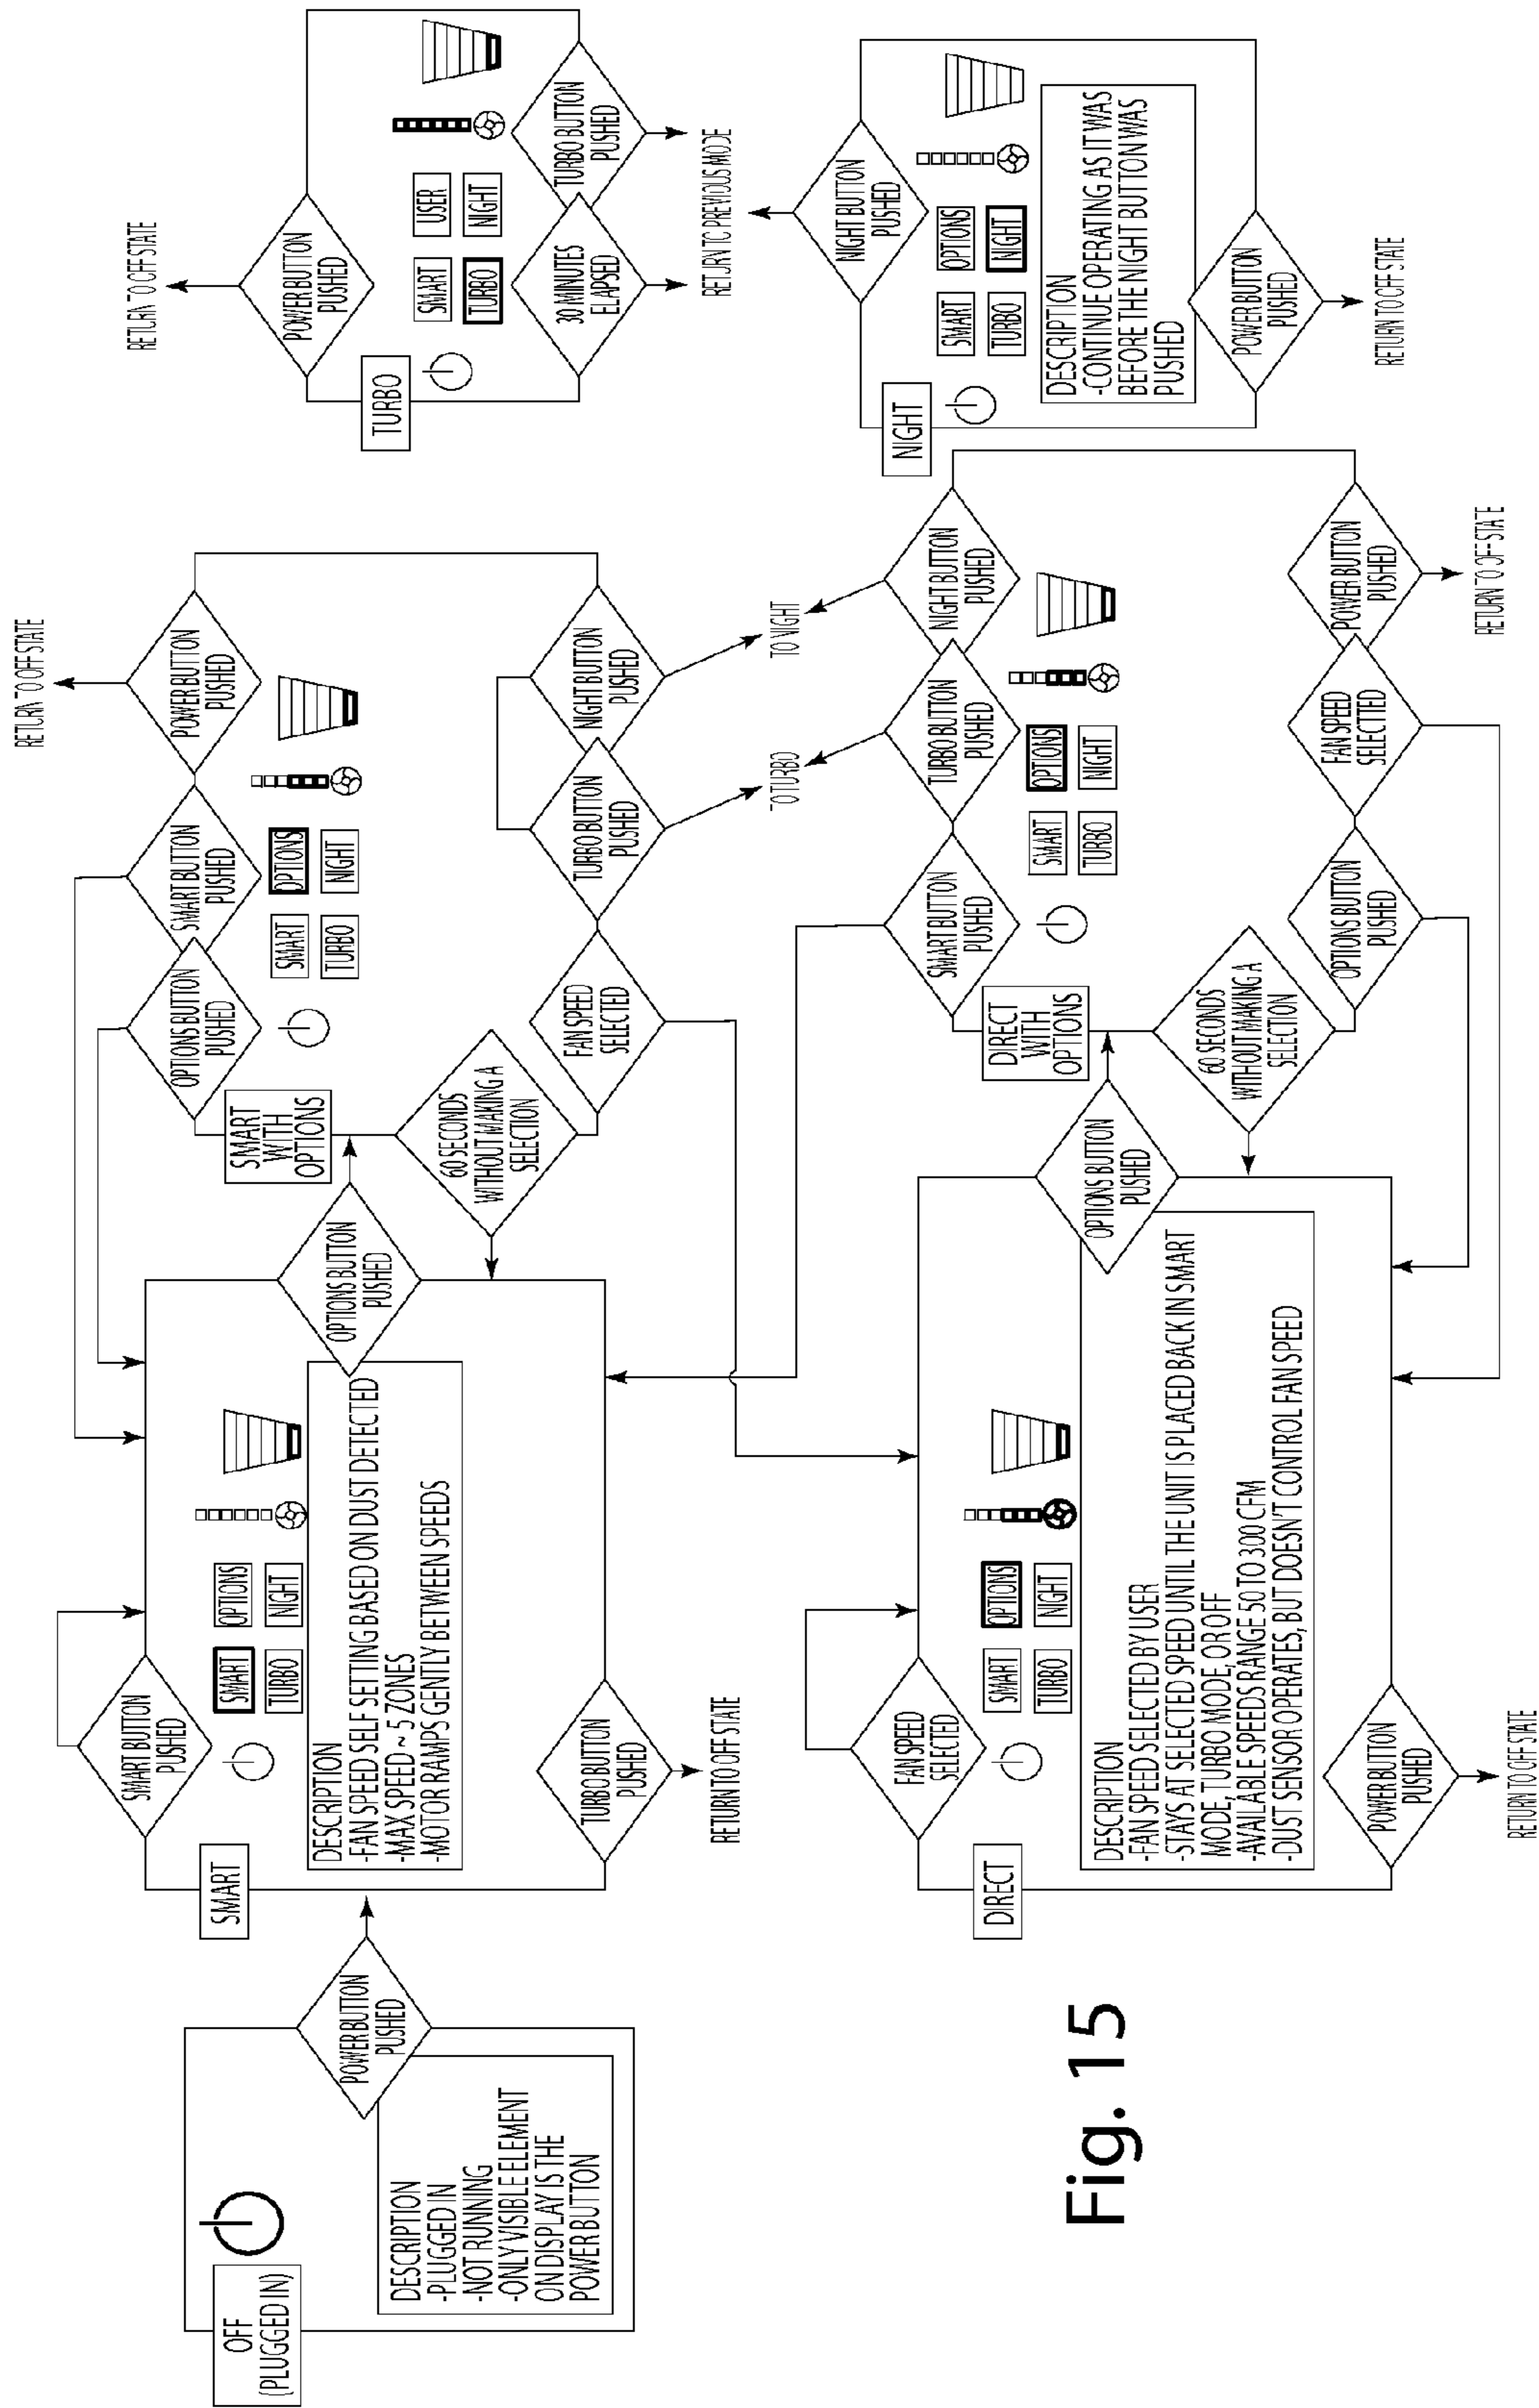 OFF
(PLUGGED IN)
DESCRIPTION
-PLUGGED IN
-NOT RUNNING
-ONLY VISIBLE ELEMENT
ON DISPLAY IS THE
POWER BUTTON
POWER BUTTON
PUSHED
SMART
SMART BUTTON
PUSHED
SMART
OPTIONS
TURBO
NIGHT
DESCRIPTION
-FAN SPEED SELF SETTING BASED ON DUST DETECTED
-MAX SPEED ~ 5 ZONES
-MOTOR RAMPS GENTLY BETWEEN SPEEDS
TURBO BUTTON
PUSHED
RETURN TO OFF STATE
OPTIONS BUTTON
PUSHED
SMART
WITH
OPTIONS
60 SECONDS
WITHOUT MAKING A
SELECTION
OPTIONS BUTTON
PUSHED
SMART BUTTON
PUSHED
POWER BUTTON
PUSHED
RETURN TO OFF STATE
SMART
OPTIONS
TURBO
NIGHT
FAN SPEED
SELECTED
TURBO BUTTON
PUSHED
NIGHT BUTTON
PUSHED
TO TURBO
TO NIGHT
TURBO
POWER BUTTON
PUSHED
RETURN TO OFF STATE
SMART
USER
TURBO
NIGHT
30 MINUTES
ELAPSED
TURBO BUTTON
PUSHED
RETURN TO PREVIOUS MODE
DIRECT
FAN SPEED
SELECTED
SMART
OPTIONS
TURBO
NIGHT
DESCRIPTION
-FAN SPEED SELECTED BY USER
-STAYS AT SELECTED SPEED UNTIL THE UNIT IS PLACED BACK IN SMART
MODE, TURBO MODE, OR OFF
-AVAILABLE SPEEDS RANGE 50 TO 300 CFM
-DUST SENSOR OPERATES, BUT DOESN'T CONTROL FAN SPEED
POWER BUTTON
PUSHED
RETURN TO OFF STATE
OPTIONS BUTTON
PUSHED
DIRECT
WITH
OPTIONS
60 SECONDS
WITHOUT MAKING A
SELECTION
SMART BUTTON
PUSHED
TURBO BUTTON
PUSHED
NIGHT BUTTON
PUSHED
SMART
OPTIONS
TURBO
NIGHT
OPTIONS BUTTON
PUSHED
FAN SPEED
SELECTTED
POWER BUTTON
PUSHED
RETURN TO OFF STATE
NIGHT
NIGHT BUTTON
PUSHED
SMART
OPTIONS
TURBO
NIGHT
DESCRIPTION
-CONTINUE OPERATING AS IT WAS
BEFORE THE NIGHT BUTTON WAS
PUSHED
POWER BUTTON
PUSHED
RETURN TO OFF STATE
Fig. 15